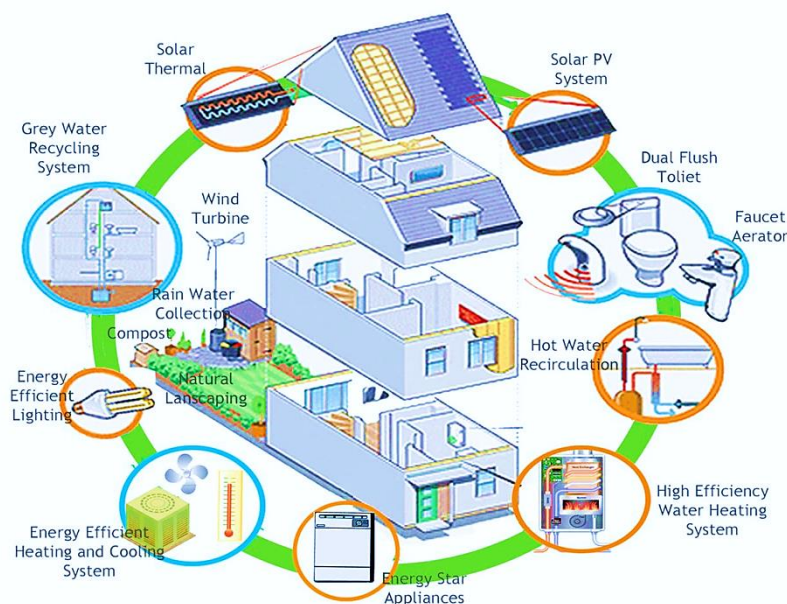 Solar
Thermal
Solar PV
System
Grey Water
Recycling
System
Dual Flush
Toliet
Faucet
Aerator
Wind
Turbine
Rain Water
Collection
Compost
Natural
Lanscaping
Hot Water
Recirculation
Energy
Efficient
Lighting
High Efficiency
Water Heating
System
Energy Efficient
Heating and Cooling
System
Energy Star
Appliances